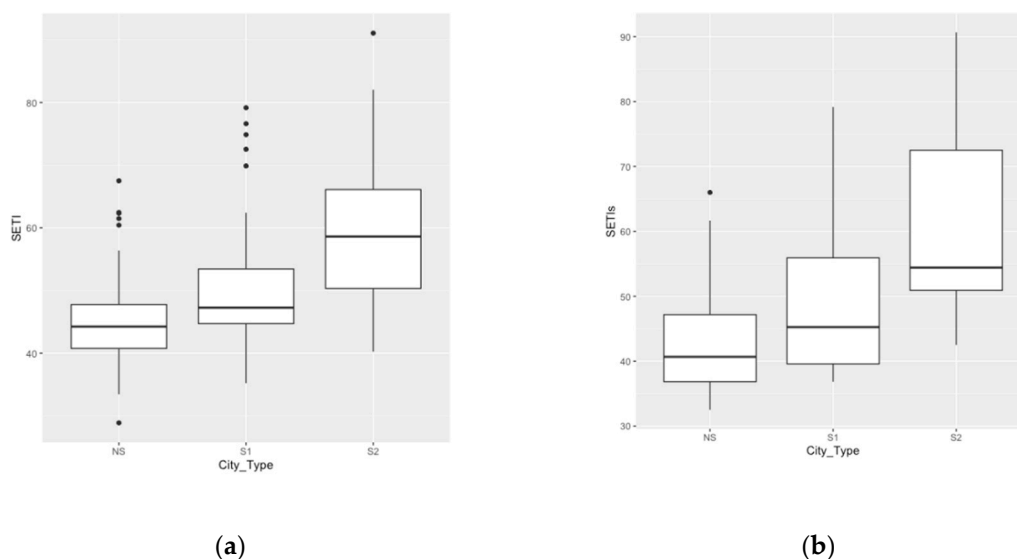 80
60
40
SETI
NS
S1
S2
City_Type
(a)
90
80
70
60
50
40
30
SETIs
NS
S1
S2
City_Type
(b)